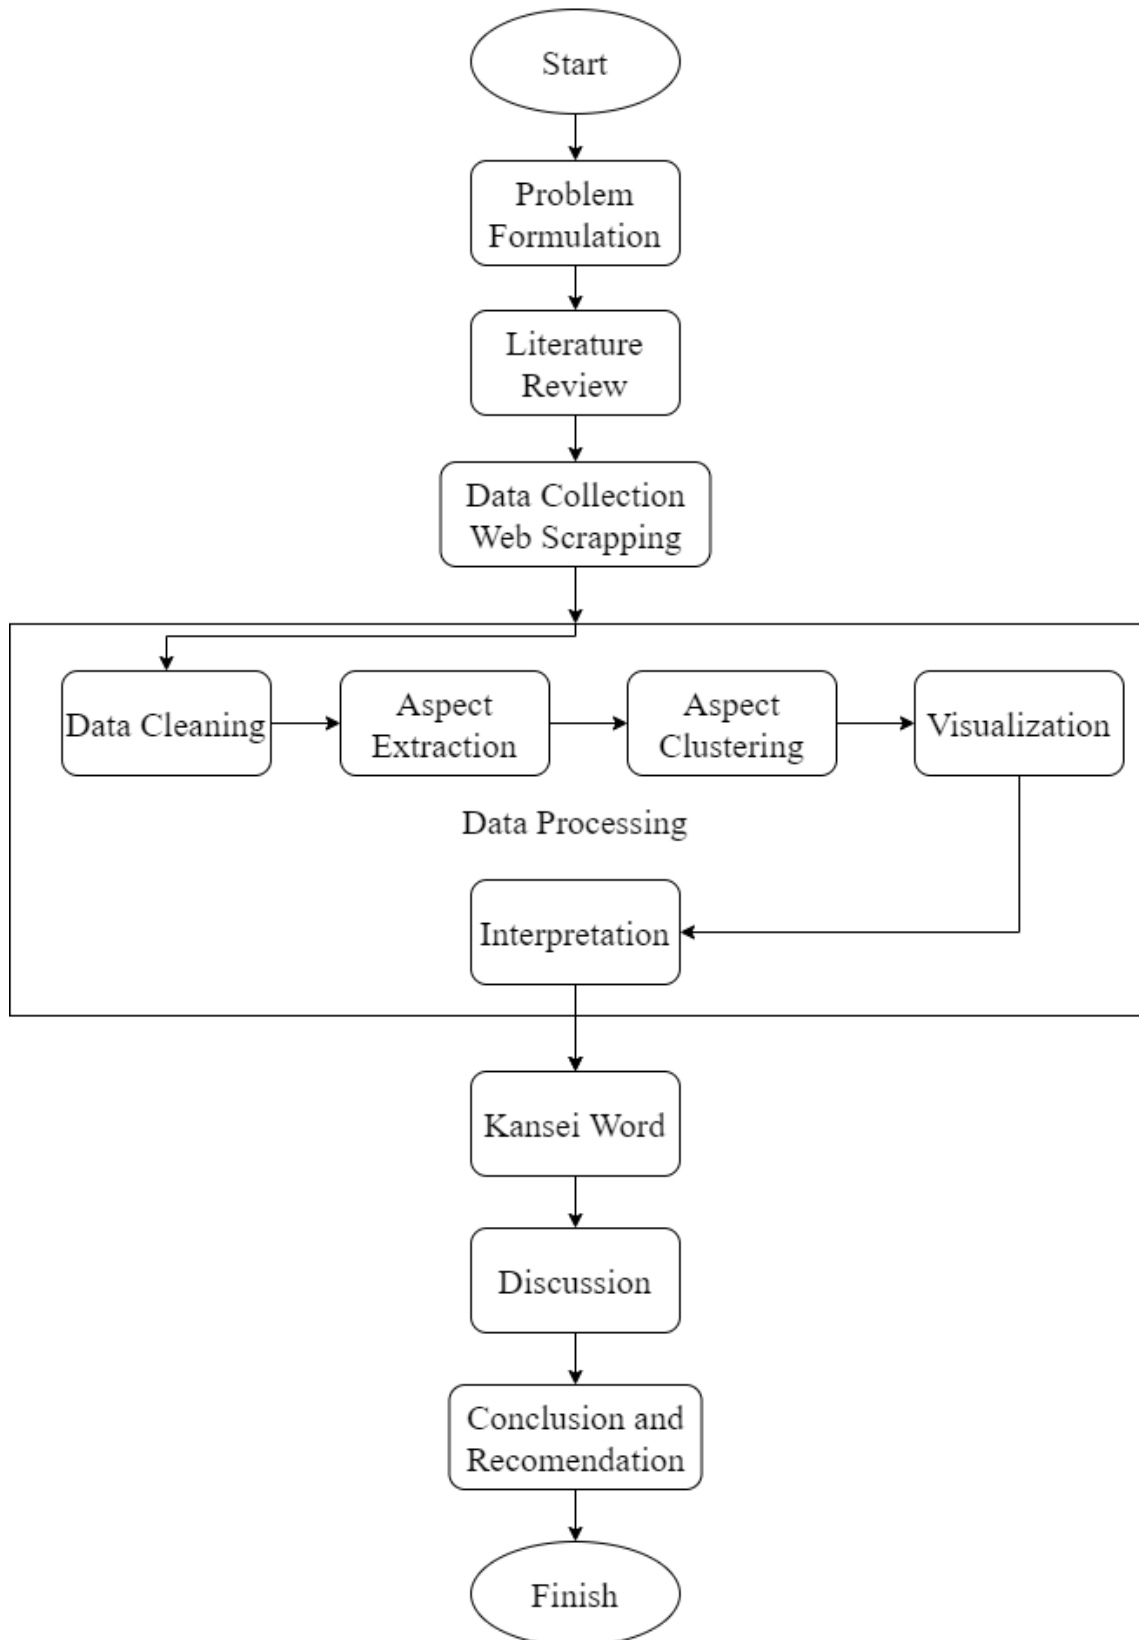 Start
Problem
Formulation
Literature
Review
Data Collection
Web Scrapping
Data Cleaning
Aspect
Extraction
Aspect
Clustering
Visualization
Data Processing
Interpretation
Kansei Word
Discussion
Conclusion and
Recomendation
Finish